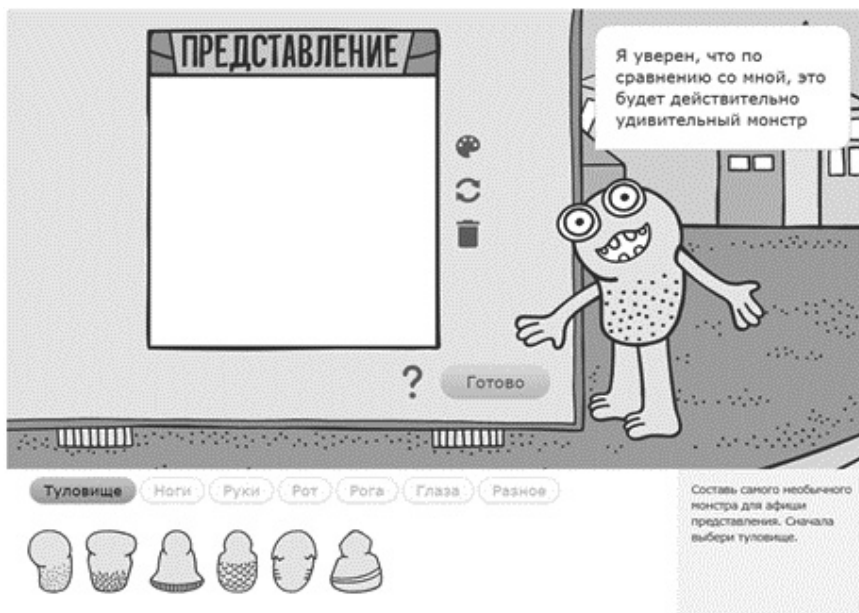 ПРЕДСТАВЛЕНИЕ
Я уверен, что по
сравнению со мной, это
будет действительно
удивительный монстр
?
Готово
Туловище Ноги Руки Рот Рога Глаза Разное
Составь самого необычного
монстра для афиши
представления. Сначала
выбери туловище.